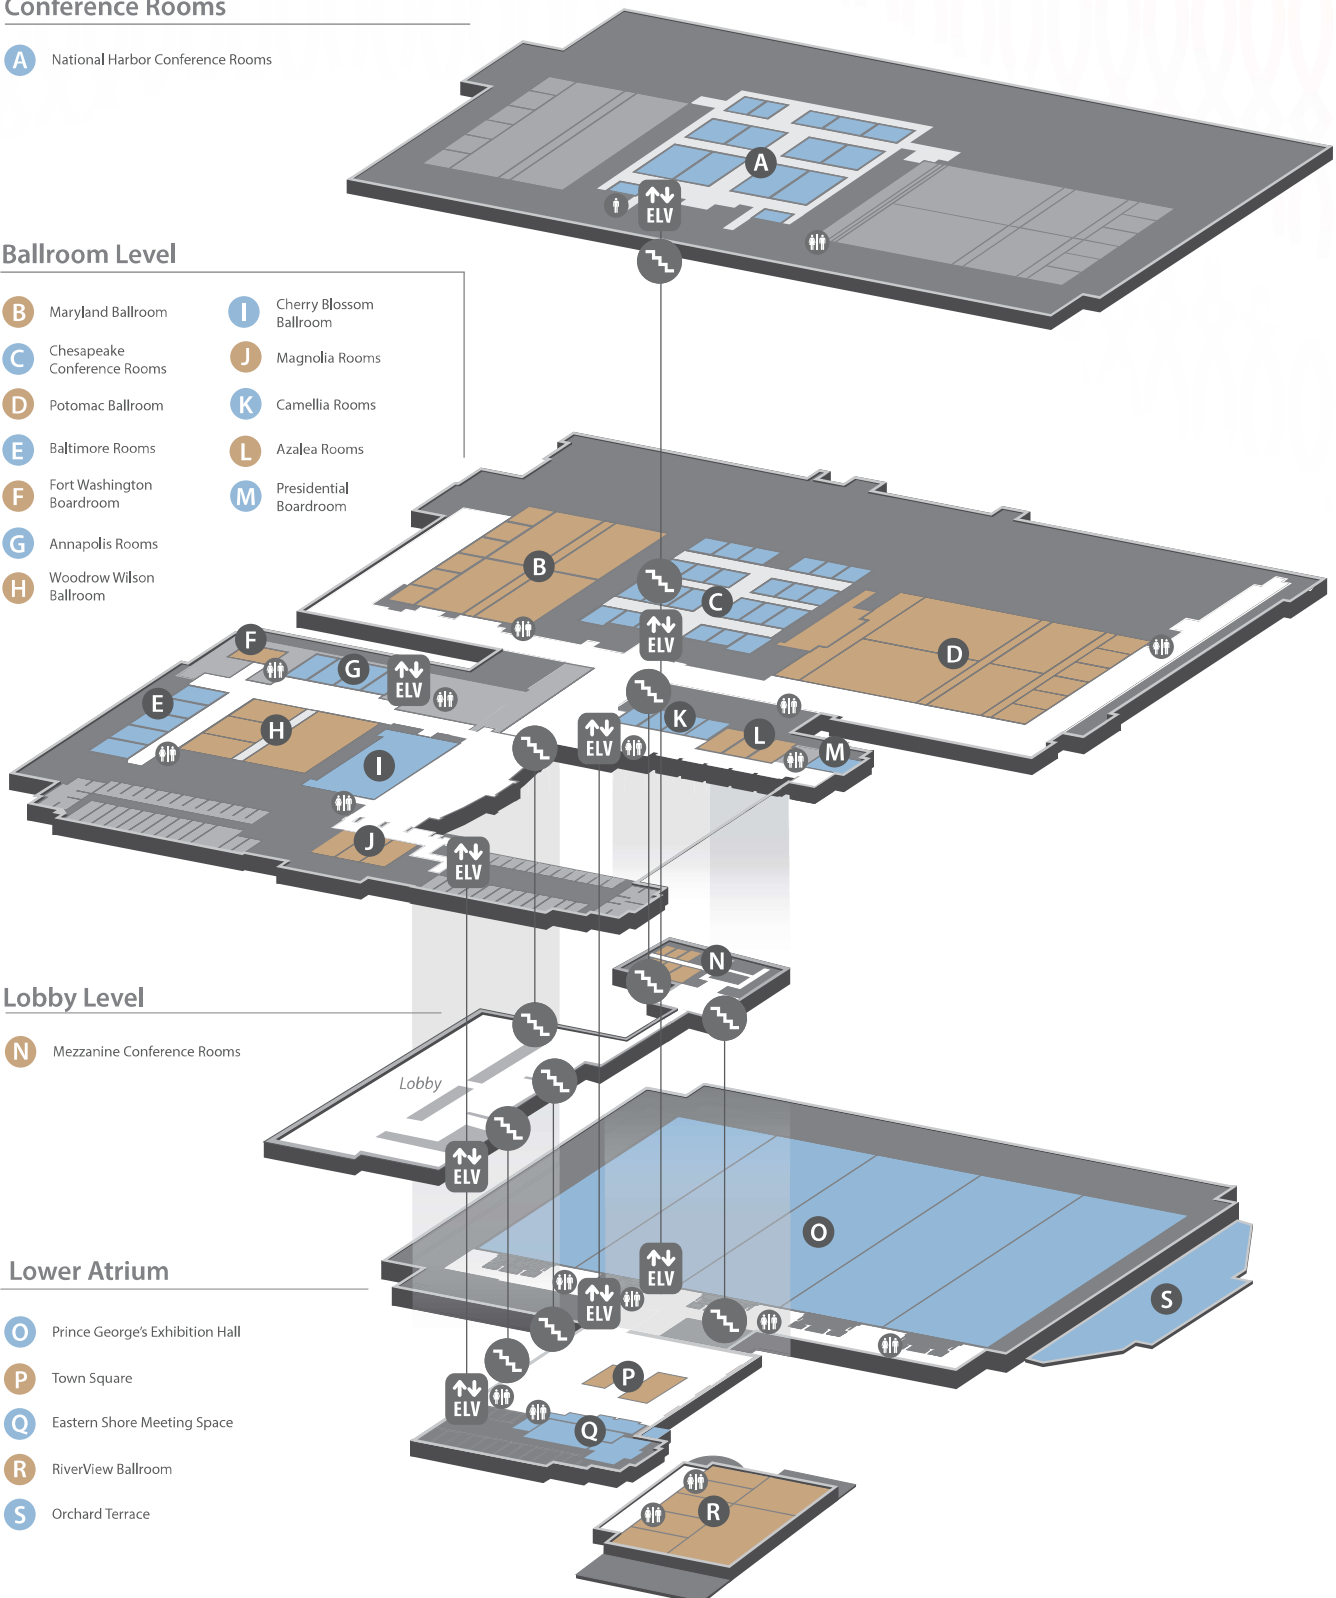 Conference Rooms
A National Harbor Conference Rooms
A
ELV
Ballroom Level
B Maryland Ballroom
C Chesapeake
Conference Rooms
D Potomac Ballroom
E Baltimore Rooms
F Fort Washington
Boardroom
G Annapolis Rooms
H Woodrow Wilson
Ballroom
I Cherry Blossom
Ballroom
J Magnolia Rooms
K Camellia Rooms
L Azalea Rooms
M Presidential
Boardroom
B
C
ELV
D
F
G
ELV
E
H
I
K
L
M
ELV
J
ELV
Lobby Level
N Mezzanine Conference Rooms
N
Lobby
ELV
Lower Atrium
O Prince George's Exhibition Hall
P Town Square
Q Eastern Shore Meeting Space
R RiverView Ballroom
S Orchard Terrace
O
ELV
ELV
S
P
ELV
Q
R